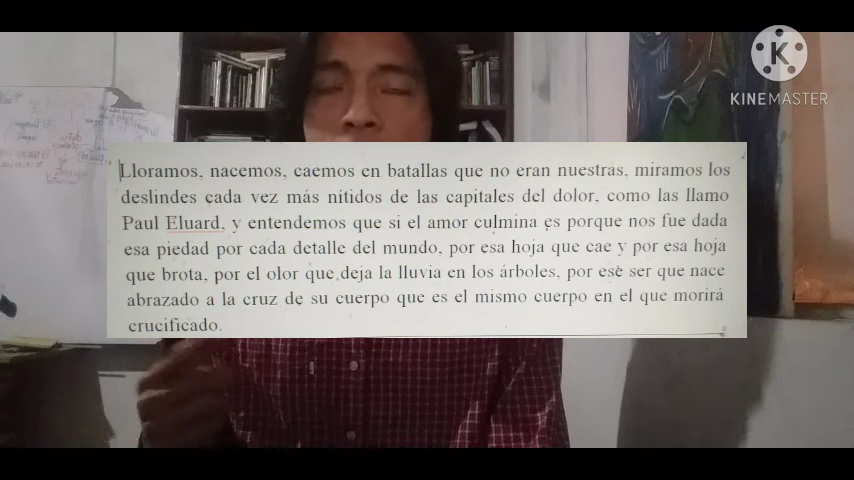 KINEMASTER
Lloramos, nacemos, caemos en batallas que no eran nuestras, miramos los
deslindes cada vez más nítidos de las capitales del dolor, como las llamo
Paul Eluard, y entendemos que si el amor culmina es porque nos fue dada
esa piedad por cada detalle del mundo, por esa hoja que cae y por esa hoja
que brota, por el olor que deja la lluvia en los árboles, por ese ser que nace
abrazado a la cruz de su cuerpo que es el mismo cuerpo en el que morirá
crucificado.